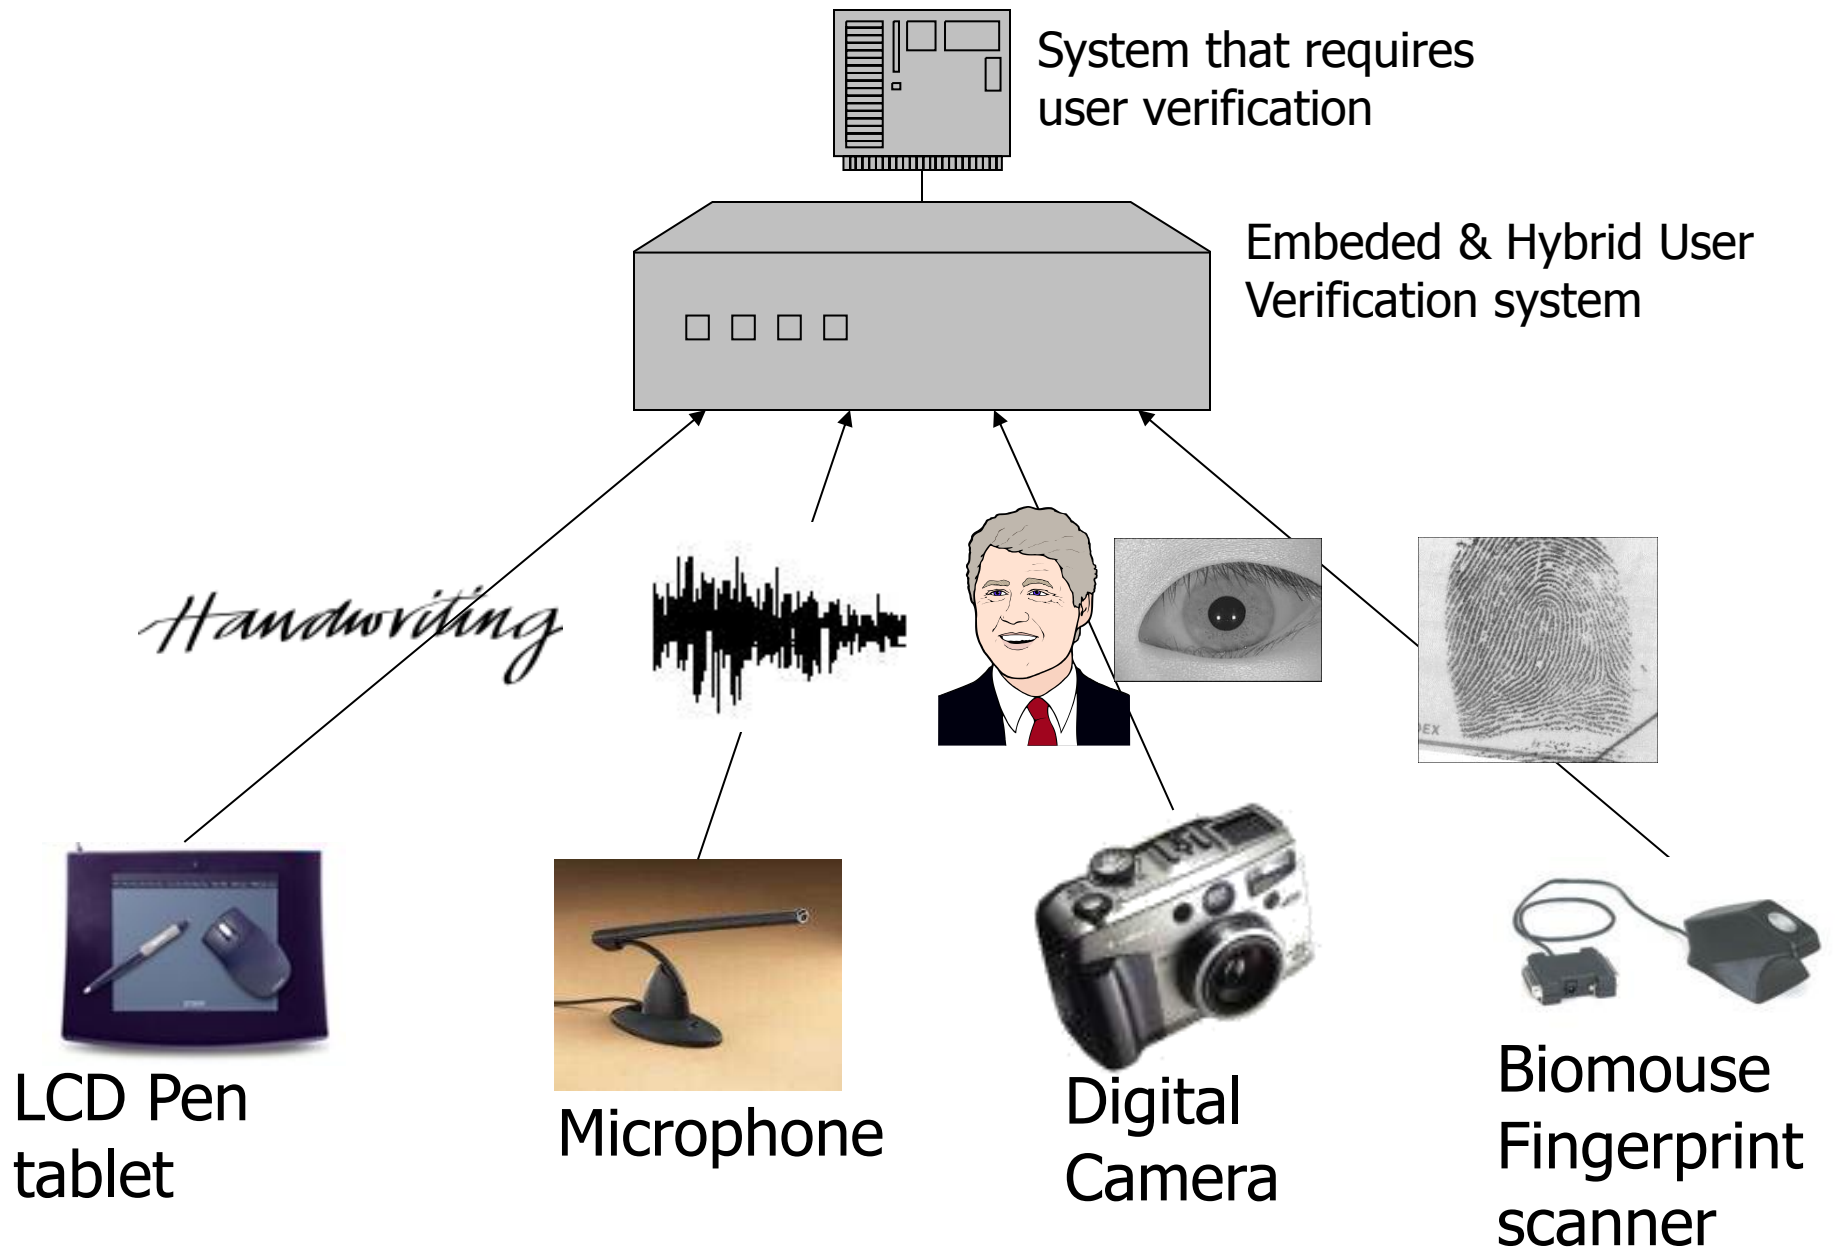 System that requires
user verification
Embeded & Hybrid User
Verification system
Handwriting
DEX
LCD Pen
tablet
Microphone
Digital
Camera
Biomouse
Fingerprint
scanner